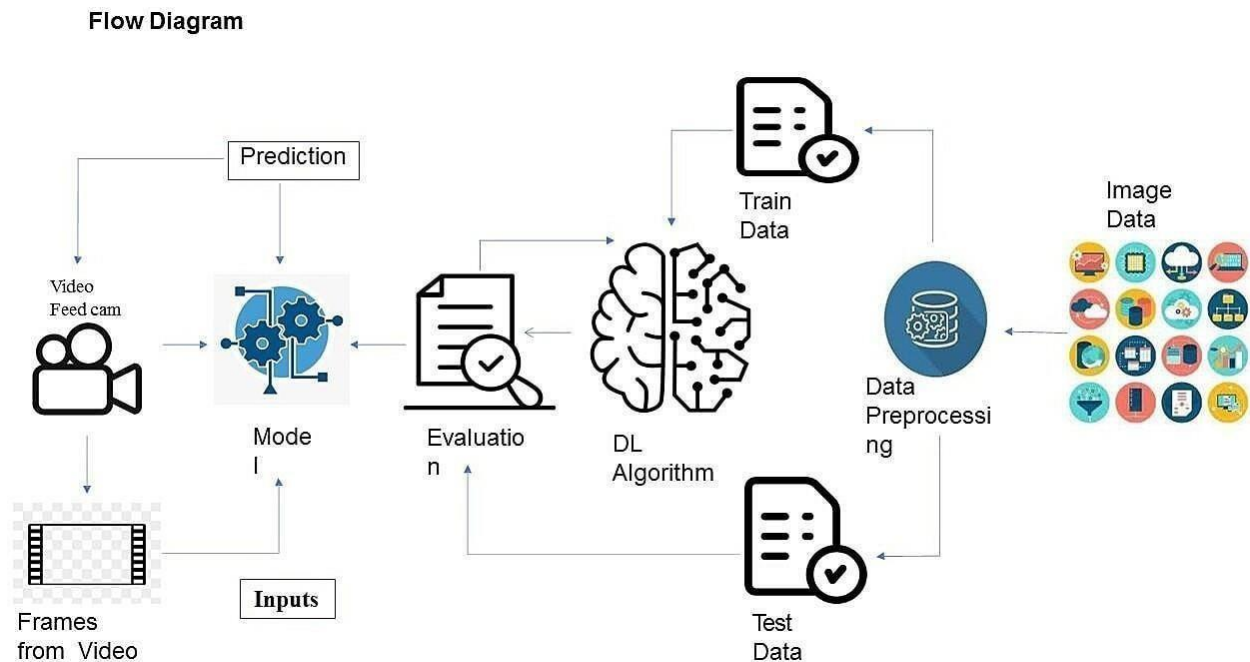 Flow Diagram
Prediction
Train
Data
Image
Data
Video
Feed cam
Mode
l
Evaluatio
n
DL
Algorithm
Data
Preprocessi
ng
Inputs
Frames
from Video
Test
Data